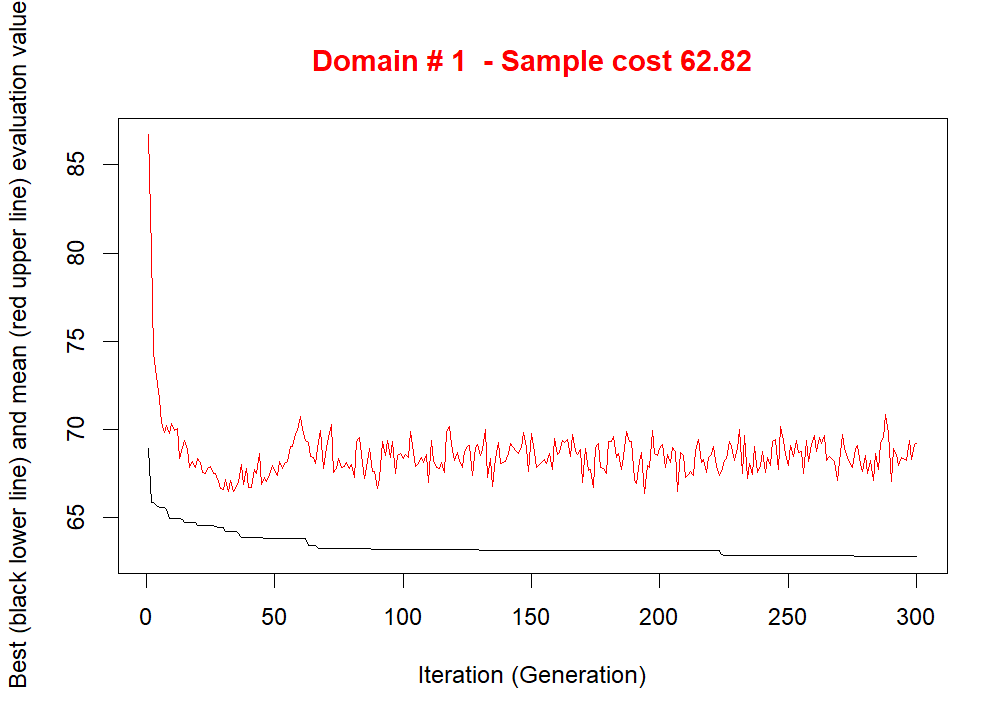 Domain # 1  - Sample cost 62.82
Best (black lower line) and mean (red upper line) evaluation value
85
80
75
70
65
0 50 100 150 200 250 300
Iteration (Generation)